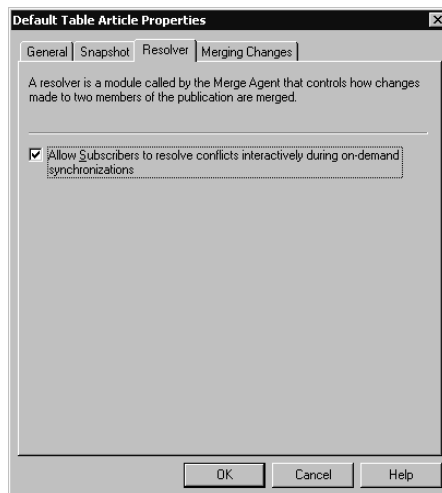 Default Table Article Properties
General Snapshot Resolver Merging Changes
A resolver is a module called by the Merge Agent that controls how changes
made to two members of the publication are merged.
Allow Subscribers to resolve conflicts interactively during on-demand
synchronizations
OK Cancel Help